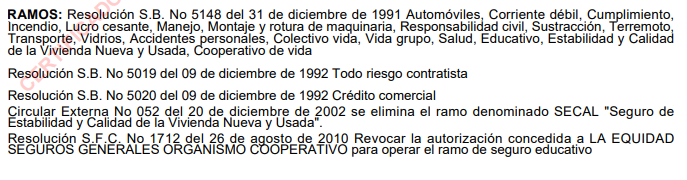 RAMOS: Resolución S.B. No 5148 del 31 de diciembre de 1991 Automóviles, Corriente débil, Cumplimiento,
Incendio, Lucro cesante, Manejo, Montaje y rotura de maquinaria, Responsabilidad civil, Sustracción, Terremoto,
Transporte, Vidrios, Accidentes personales, Colectivo vida, Vida grupo, Salud, Educativo, Estabilidad y Calidad
de la Vivienda Nueva y Usada, Cooperativo de vida
Resolución S.B. No 5019 del 09 de diciembre de 1992 Todo riesgo contratista
Resolución S.B. No 5020 del 09 de diciembre de 1992 Crédito comercial
Circular Externa No 052 del 20 de diciembre de 2002 se elimina el ramo denominado SECAL "Seguro de
Estabilidad y Calidad de la Vivienda Nueva y Usada".
Resolución S.F.C. No 1712 del 26 de agosto de 2010 Revocar la autorización concedida a LA EQUIDAD
SEGUROS GENERALES ORGANISMO COOPERATIVO para operar el ramo de seguro educativo